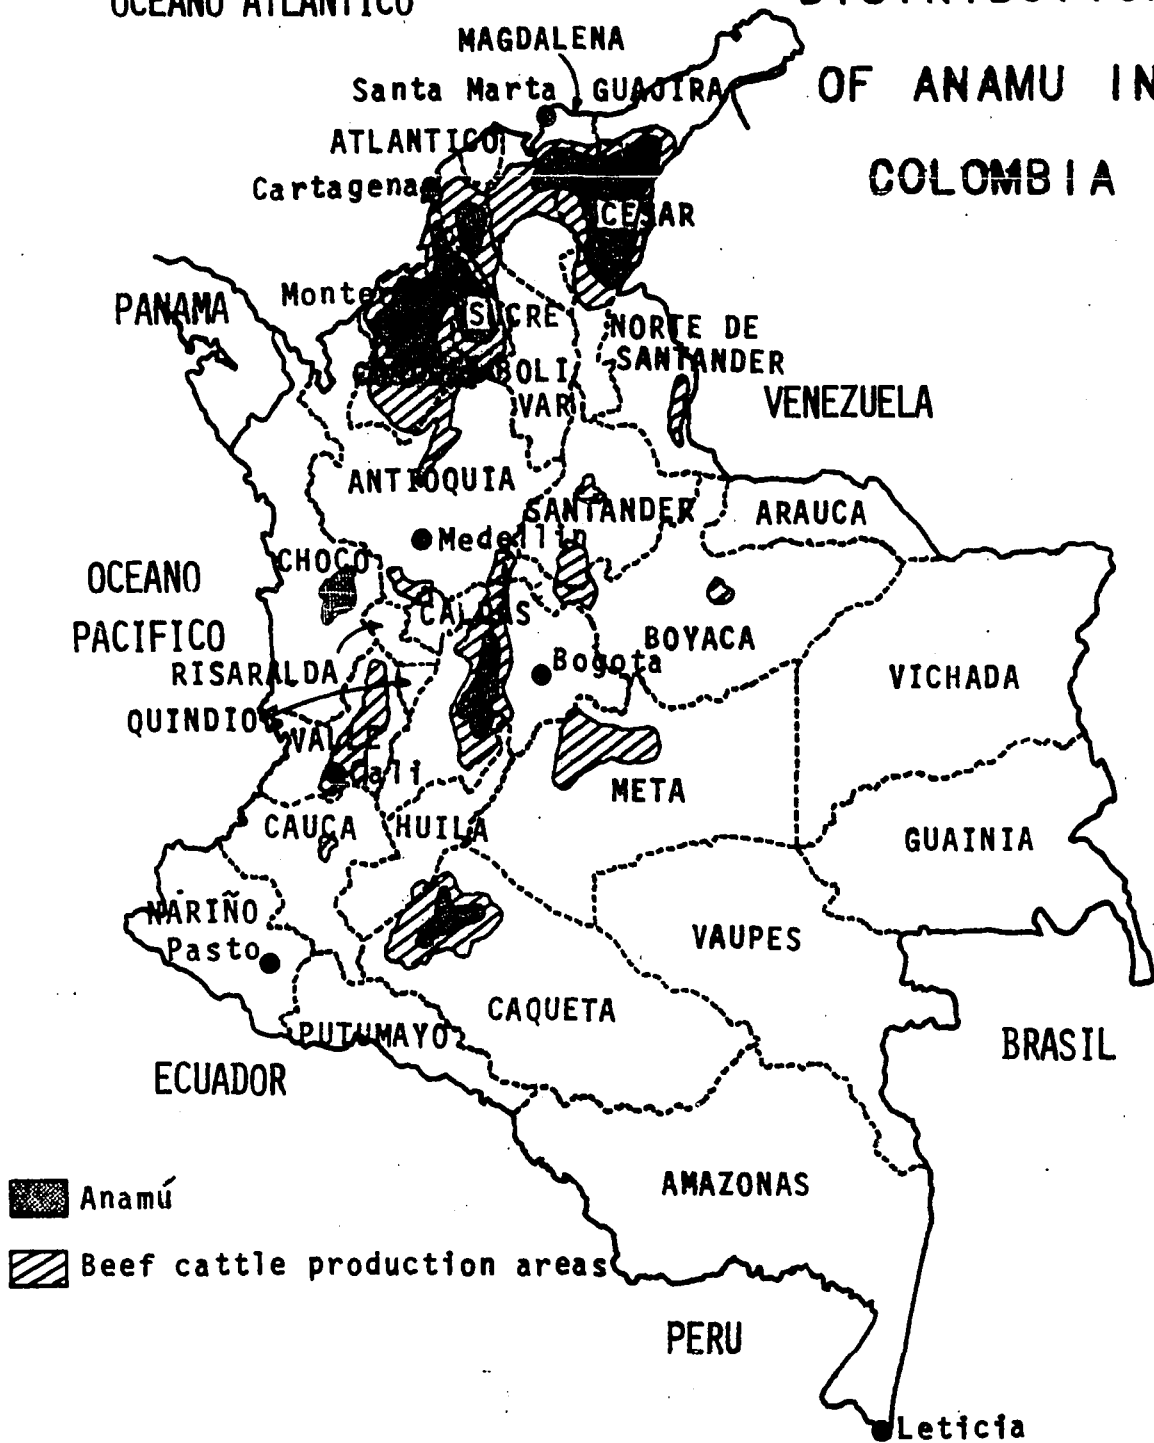 OCEANO ATLANTICO
DISTRIBUTION
OF ANAMU IN
COLOMBIA
MAGDALENA
Santa Marta
GUAJIRA
ATLANTICO
Cartagena
CESAR
PANAMA
SUCRE
NORTE DE
SANTANDER
BOLI
VAR
VENEZUELA
ANTIOQUIA
SANTANDER
ARAUCA
Medellin
CHOCO
OCEANO
PACIFICO
CALDAS
BOYACA
RISARALDA
Bogota
VICHADA
QUINDIO
VALLE
Cali
META
CAUCA
HUILA
GUAINIA
NARIÑO
Pasto
VAUPES
CAQUETA
PUTUMAYO
BRASIL
ECUADOR
AMAZONAS
Anamú
Beef cattle production areas
PERU
Leticia